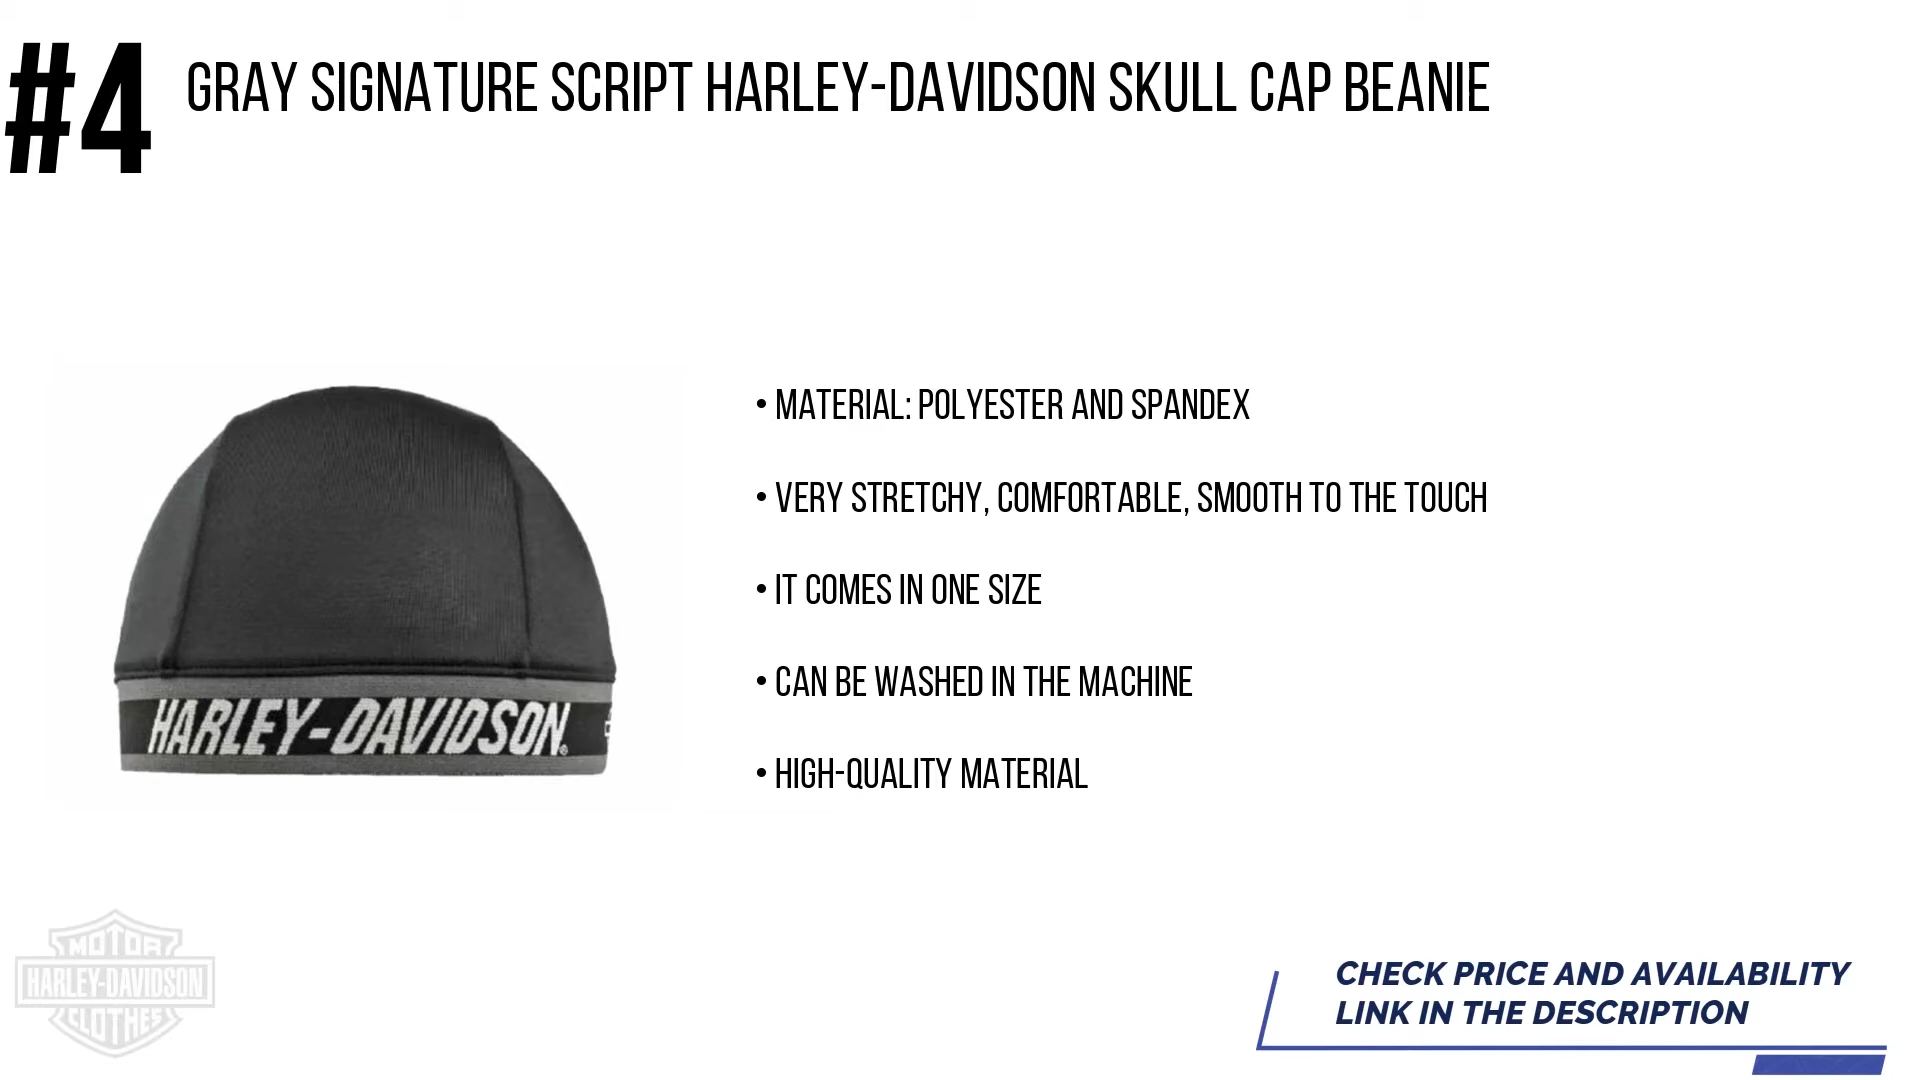 #4
GRAY SIGNATURE SCRIPT HARLEY-DAVIDSON SKULL CAP BEANIE
• MATERIAL: POLYESTER AND SPANDEX
• VERY STRETCHY, COMFORTABLE, SMOOTH TO THE TOUCH
• IT COMES IN ONE SIZE
• CAN BE WASHED IN THE MACHINE
• HIGH-QUALITY MATERIAL
HARLEY-DAVIDSON®
MOTOR
HARLEY-DAVIDSON
CLOTHES
CHECK PRICE AND AVAILABILITY
LINK IN THE DESCRIPTION